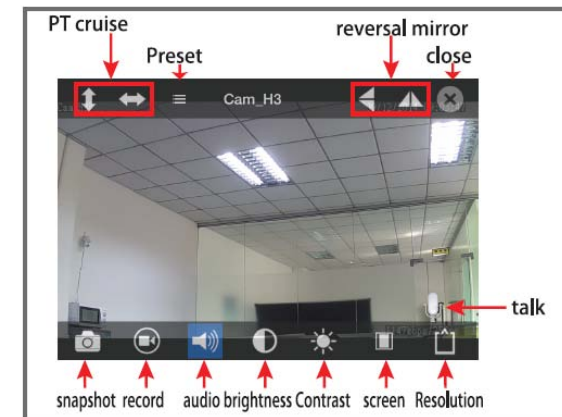 PT cruise
reversal mirror
Preset
close
Cam_H3
talk
snapshot record audio brightness Contrast screen Resolution